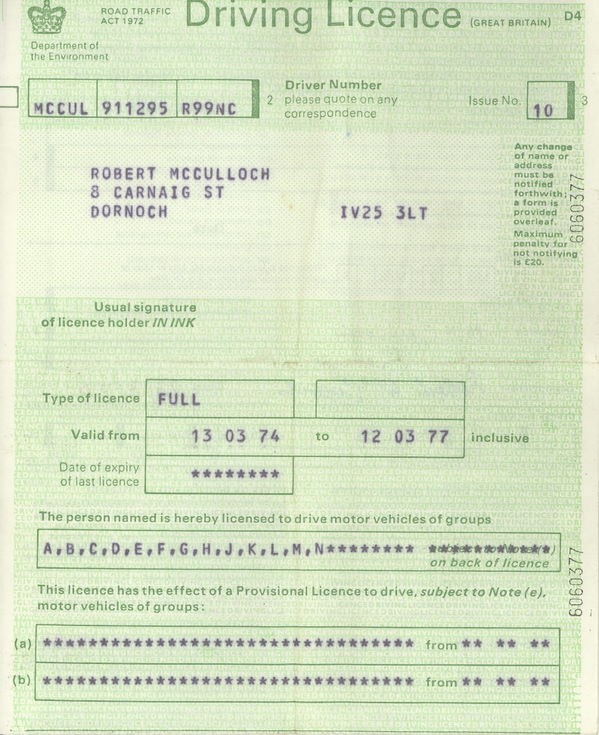 ROAD TRAFFIC
ACT 1972
Driving Licence (GREAT BRITAIN) D4
Department of
the Environment
MCCUL 911295 R99NC
2 Driver Number
please quote on any
correspondence
Issue No. 10 3
ROBERT MCCULLOCH
8 CARNAIG ST
DORNOCH IV25 3LT
Any change
of name or
address
must be
notified
forthwith;
a form is
provided
overleaf.
Maximum
penalty for
not notifying
is £20.
6060377
Usual signature
of licence holder IN INK
Type of licence FULL
Valid from 13 03 74 to 12 03 77 inclusive
Date of expiry
of last licence ********
The person named is hereby licensed to drive motor vehicles of groups
A,B,C,D,E,F,G,H,J,K,L,M,N******** ***********
on back of licence
6060377
This licence has the effect of a Provisional Licence to drive, subject to Note (e),
motor vehicles of groups:
(a) *************************************** from ** ** **
(b) *************************************** from ** ** **